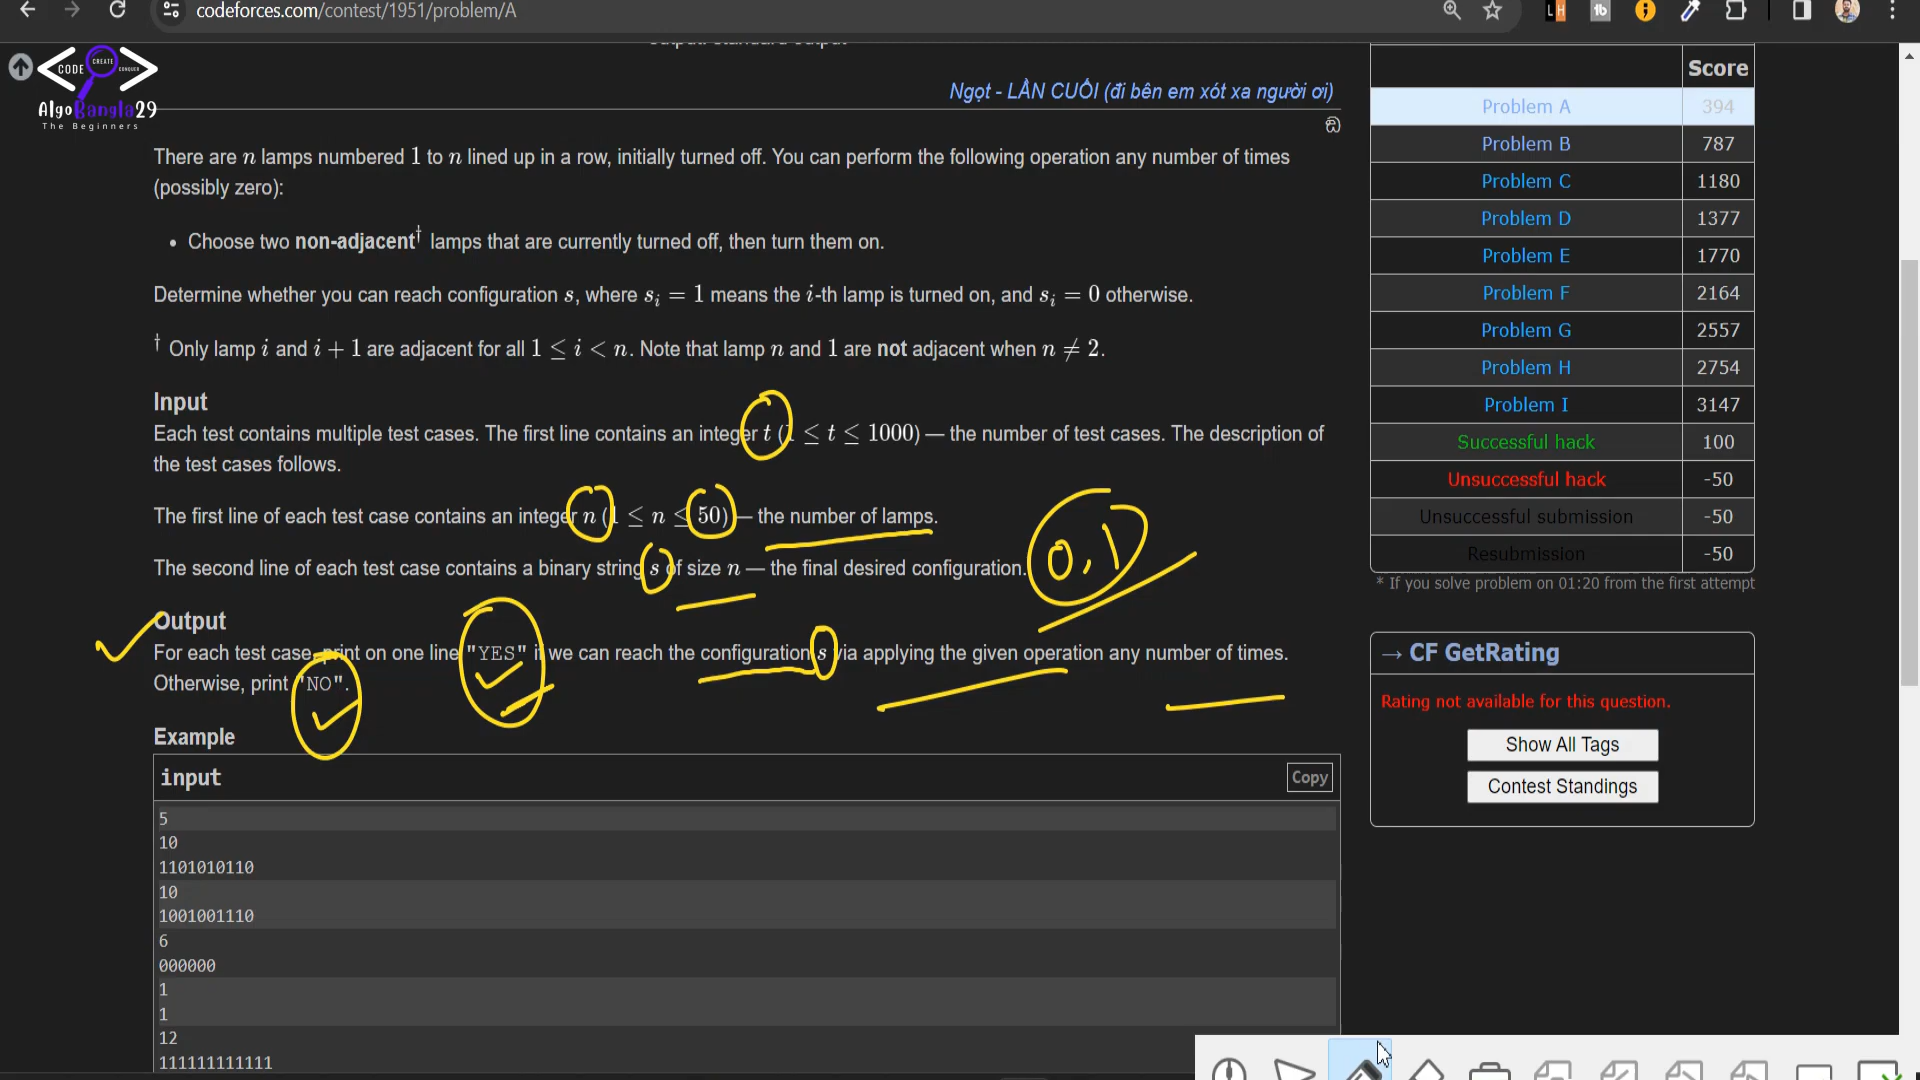 codeforces.com/contest/1951/problem/A
CODE CREATE CONQUER
AlgoBangla29
The Beginners
output: standard output
Ngọt - LẦN CUỐI (đi bên em xót xa người ơi)
There are n lamps numbered 1 to n lined up in a row, initially turned off. You can perform the following operation any number of times
(possibly zero):
• Choose two non-adjacent† lamps that are currently turned off, then turn them on.
Determine whether you can reach configuration s, where s_i = 1 means the i-th lamp is turned on, and s_i = 0 otherwise.
† Only lamp i and i + 1 are adjacent for all 1 ≤ i < n. Note that lamp n and 1 are not adjacent when n ≠ 2.
Input
Each test contains multiple test cases. The first line contains an integer t (1 ≤ t ≤ 1000) — the number of test cases. The description of
the test cases follows.
The first line of each test case contains an integer n (1 ≤ n ≤ 50) — the number of lamps.
The second line of each test case contains a binary string s of size n — the final desired configuration.
0, 1
Output
For each test case, print on one line "YES" if we can reach the configuration s via applying the given operation any number of times.
Otherwise, print "NO".
Example
input
Copy
5
10
1101010110
10
1001001110
6
000000
1
1
12
111111111111
Score
Problem A 394
Problem B 787
Problem C 1180
Problem D 1377
Problem E 1770
Problem F 2164
Problem G 2557
Problem H 2754
Problem I 3147
Successful hack 100
Unsuccessful hack -50
Unsuccessful submission -50
Resubmission -50
* If you solve problem on 01:20 from the first attempt
→ CF GetRating
Rating not available for this question.
Show All Tags
Contest Standings